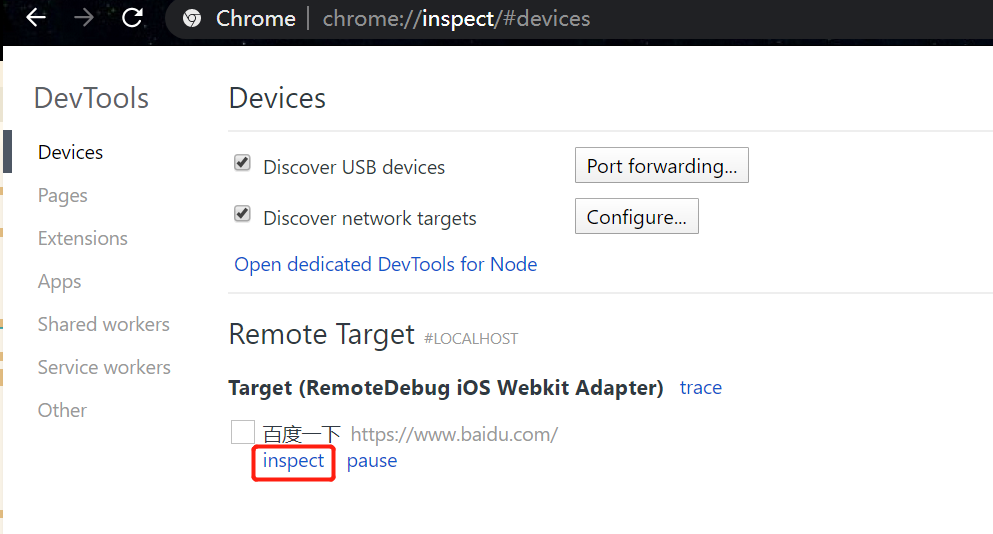 Chrome | chrome://inspect/#devices
DevTools
Devices
Pages
Extensions
Apps
Shared workers
Service workers
Other
Devices
Discover USB devices Port forwarding...
Discover network targets Configure...
Open dedicated DevTools for Node
Remote Target #LOCALHOST
Target (RemoteDebug iOS Webkit Adapter) trace
百度一下 https://www.baidu.com/
inspect pause